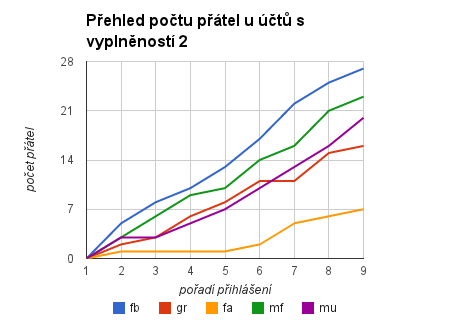 Přehled počtu přátel u účtů s
vyplněností 2
počet přátel
28
21
14
7
0
1 2 3 4 5 6 7 8 9
pořadí přihlášení
fb gr fa mf mu